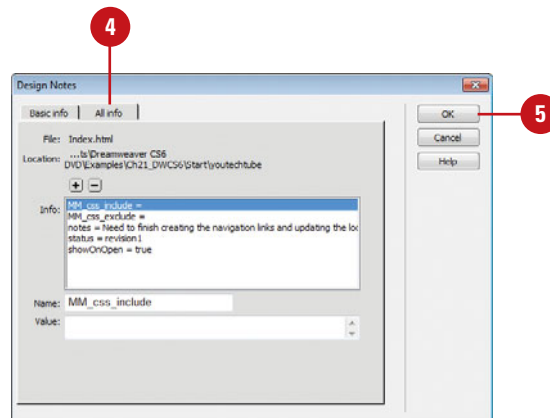 4
Design Notes
Basic info All info
OK
5
File: Index.html
Cancel
Location: ...ts\Dreamweaver CS6
DVD\Examples\Ch21_DWCS6\Start\youtechtube
Help
Info: MM_css_include =
MM_css_exclude =
notes = Need to finish creating the navigation links and updating the loc
status = revision1
showOnOpen = true
Name: MM_css_include
Value: